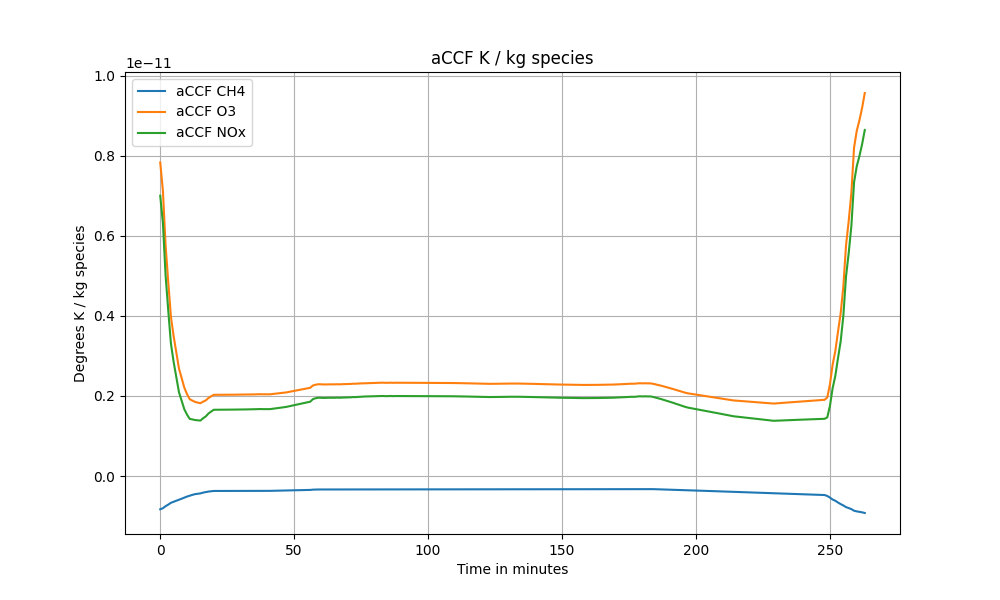 aCCF K / kg species
1e−11
1.0
0.8
0.6
0.4
0.2
0.0
Degrees K / kg species
aCCF CH4
aCCF O3
aCCF NOx
0 50 100 150 200 250
Time in minutes